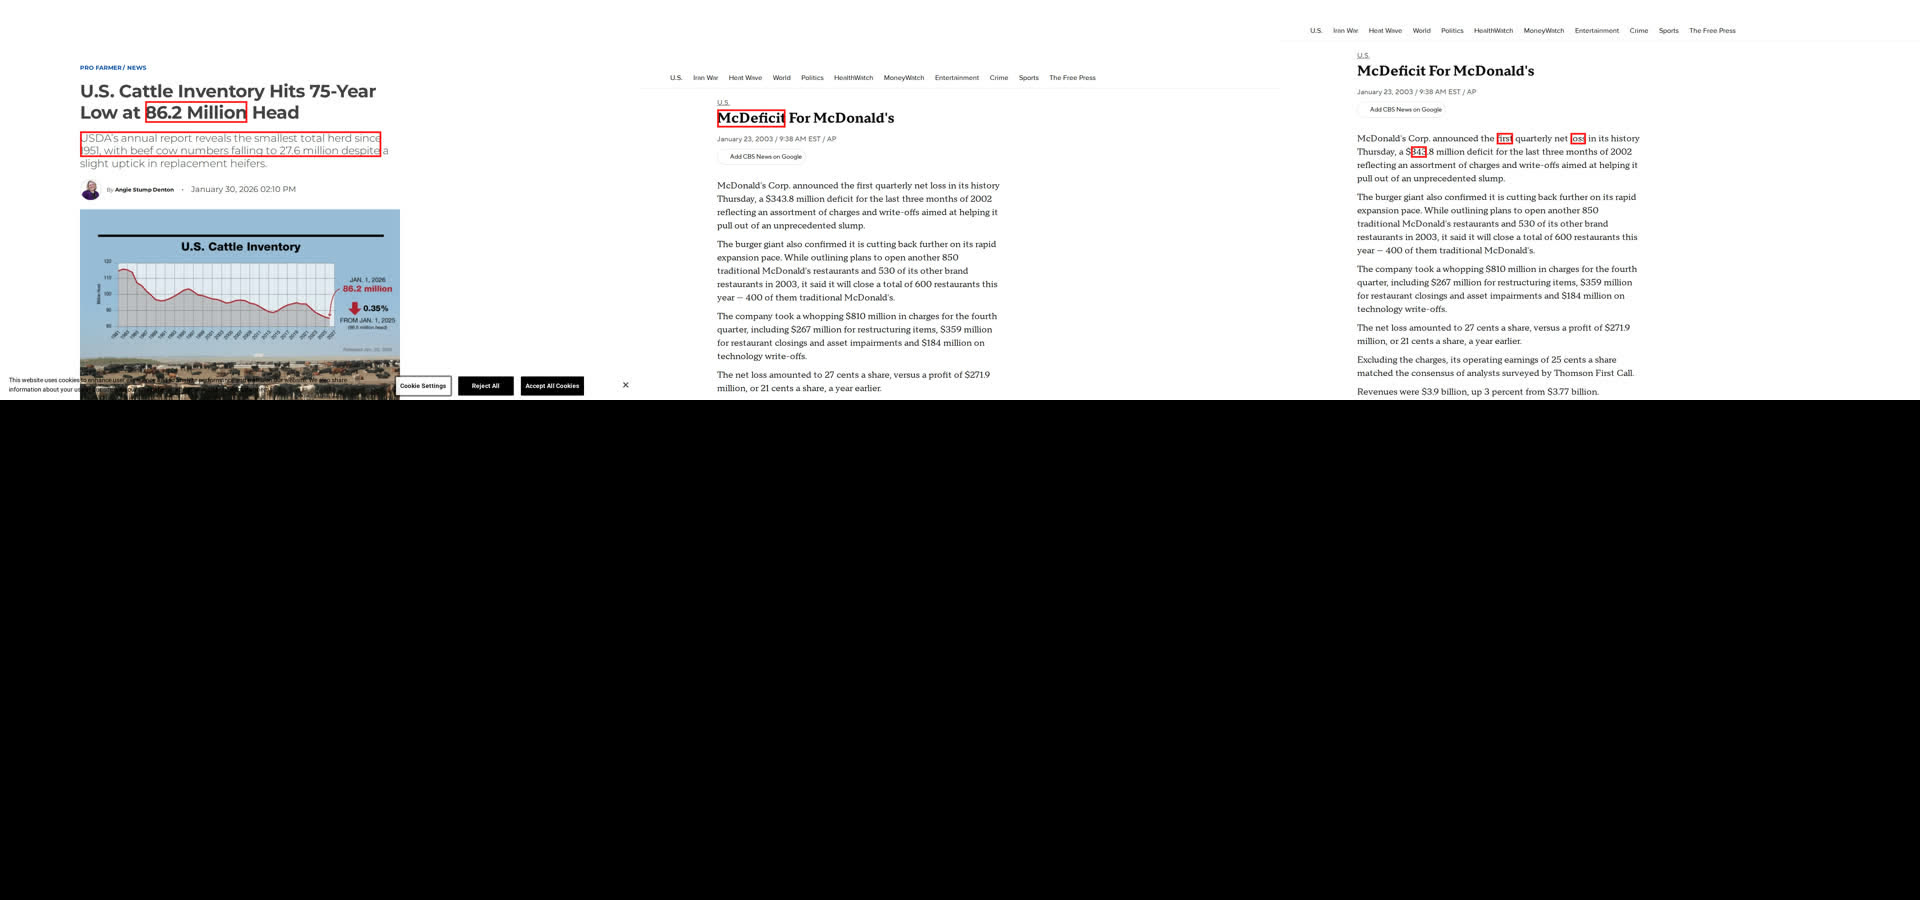 PRO FARMER / NEWS
U.S. Cattle Inventory Hits 75-Year
Low at 86.2 Million Head
USDA's annual report reveals the smallest total herd since
1951, with beef cow numbers falling to 27.6 million despite a
slight uptick in replacement heifers.
By Angie Stump Denton • January 30, 2026 02:10 PM
U.S. Cattle Inventory
120
110
100
90
80
JAN. 1, 2026
86.2 million
0.35%
FROM JAN. 1, 2025
This website uses cookies to enhance user
information about your
Cookie Settings
Reject All
Accept All Cookies
U.S. Iran War Heat Wave World Politics HealthWatch MoneyWatch Entertainment Crime Sports The Free Press
U.S.
McDeficit For McDonald's
January 23, 2003 / 9:38 AM EST / AP
Add CBS News on Google
McDonald's Corp. announced the first quarterly net loss in its history
Thursday, a $343.8 million deficit for the last three months of 2002
reflecting an assortment of charges and write-offs aimed at helping it
pull out of an unprecedented slump.
The burger giant also confirmed it is cutting back further on its rapid
expansion pace. While outlining plans to open another 850
traditional McDonald's restaurants and 530 of its other brand
restaurants in 2003, it said it will close a total of 600 restaurants this
year — 400 of them traditional McDonald's.
The company took a whopping $810 million in charges for the fourth
quarter, including $267 million for restructuring items, $359 million
for restaurant closings and asset impairments and $184 million on
technology write-offs.
The net loss amounted to 27 cents a share, versus a profit of $271.9
million, or 21 cents a share, a year earlier.
U.S. Iran War Heat Wave World Politics HealthWatch MoneyWatch Entertainment Crime Sports The Free Press
U.S.
McDeficit For McDonald's
January 23, 2003 / 9:38 AM EST / AP
Add CBS News on Google
McDonald's Corp. announced the first quarterly net loss in its history
Thursday, a $343.8 million deficit for the last three months of 2002
reflecting an assortment of charges and write-offs aimed at helping it
pull out of an unprecedented slump.
The burger giant also confirmed it is cutting back further on its rapid
expansion pace. While outlining plans to open another 850
traditional McDonald's restaurants and 530 of its other brand
restaurants in 2003, it said it will close a total of 600 restaurants this
year — 400 of them traditional McDonald's.
The company took a whopping $810 million in charges for the fourth
quarter, including $267 million for restructuring items, $359 million
for restaurant closings and asset impairments and $184 million on
technology write-offs.
The net loss amounted to 27 cents a share, versus a profit of $271.9
million, or 21 cents a share, a year earlier.
Excluding the charges, its operating earnings of 25 cents a share
matched the consensus of analysts surveyed by Thomson First Call.
Revenues were $3.9 billion, up 3 percent from $3.77 billion.